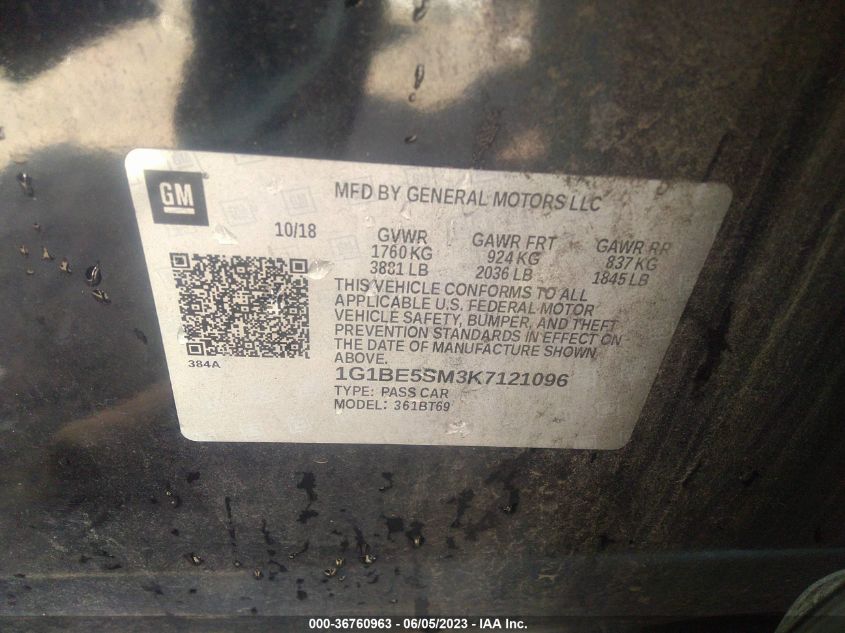 GM
MFD BY GENERAL MOTORS LLC
10/18
GVWR GAWR FRT GAWR RR
1760 KG 924 KG 837 KG
3881 LB 2036 LB 1845 LB
THIS VEHICLE CONFORMS TO ALL
APPLICABLE U.S. FEDERAL MOTOR
VEHICLE SAFETY, BUMPER, AND THEFT
PREVENTION STANDARDS IN EFFECT ON
THE DATE OF MANUFACTURE SHOWN
ABOVE.
384A
1G1BE5SM3K7121096
TYPE: PASS CAR
MODEL: 361BT69
000-36760963 - 06/05/2023 - IAA Inc.